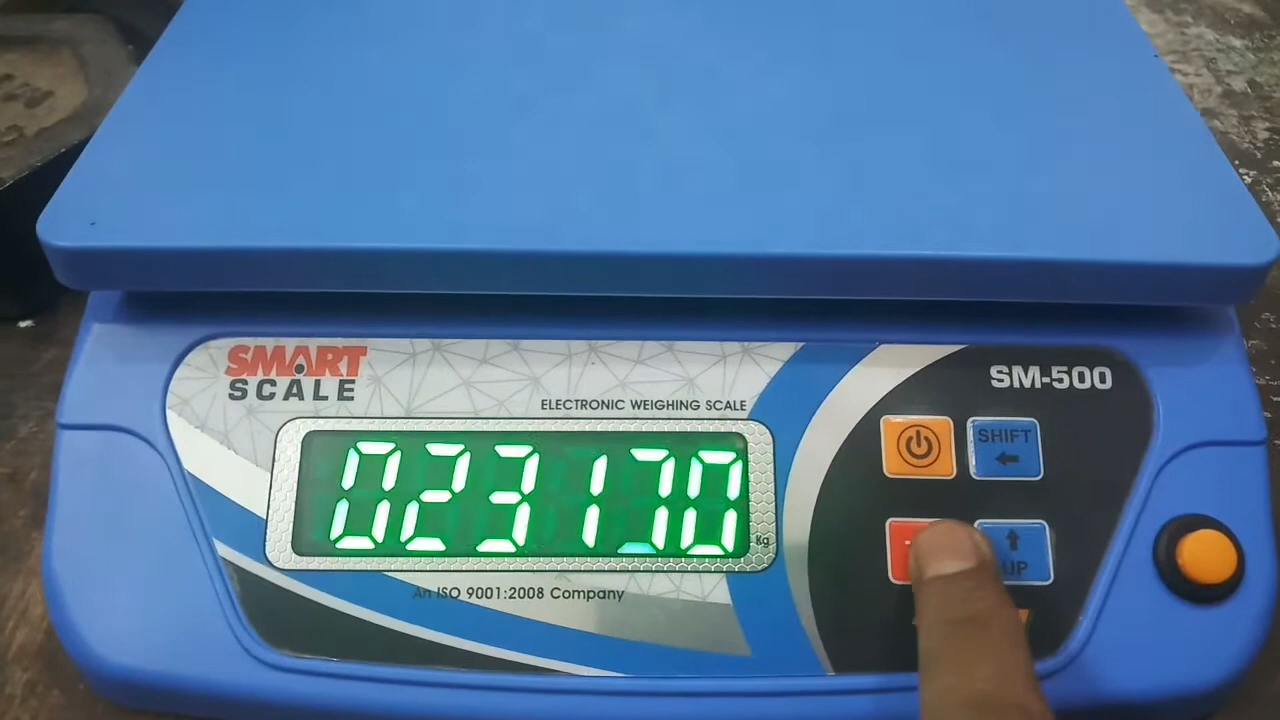 SMART
SCALE
SM-500
ELECTRONIC WEIGHING SCALE
SHIFT
023170
Kg
UP
An ISO 9001:2008 Company